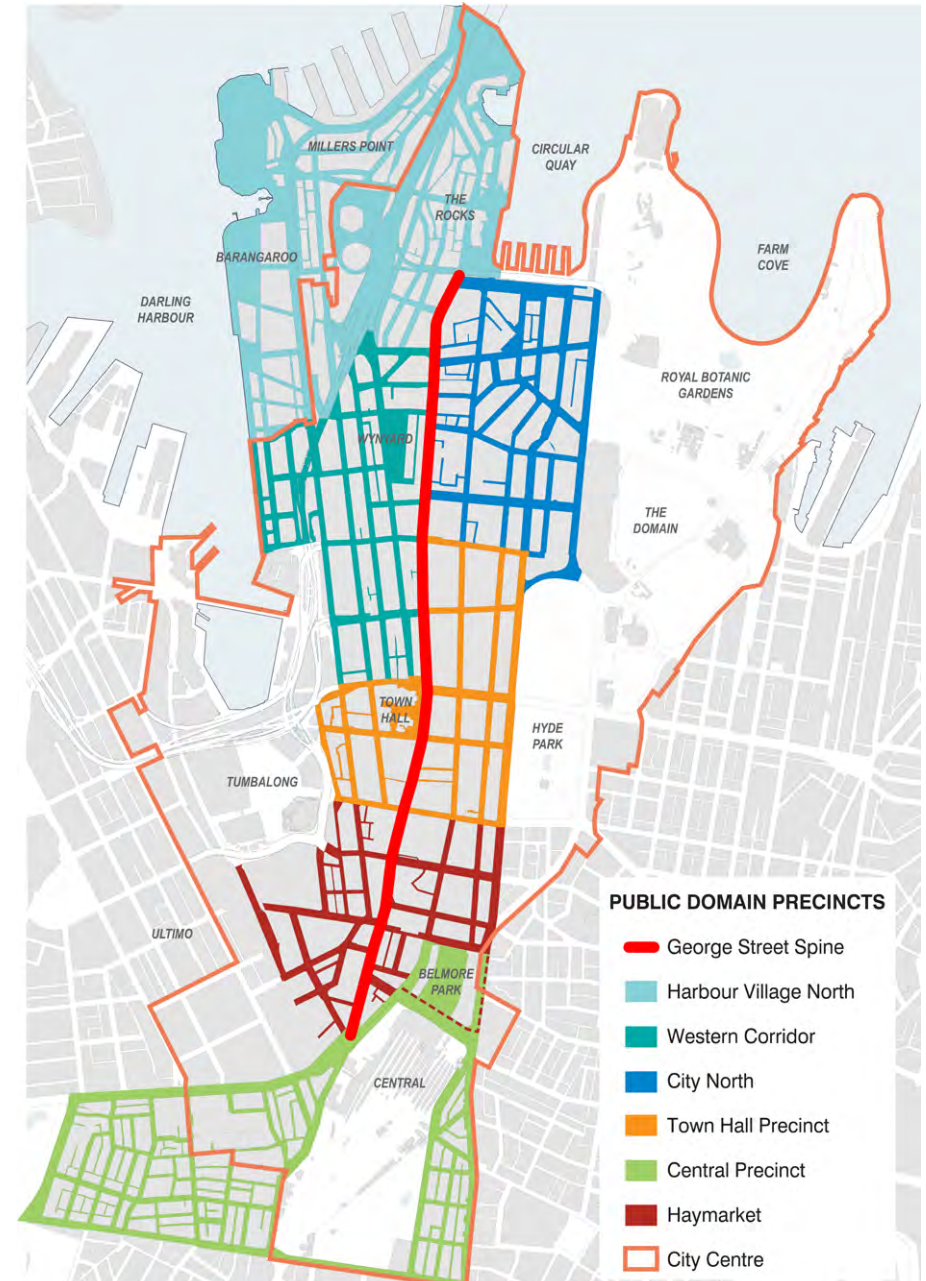 MILLERS POINT
CIRCULAR
QUAY
THE
ROCKS
FARM
COVE
BARANGAROO
DARLING
HARBOUR
ROYAL BOTANIC
GARDENS
WYNYARD
THE
DOMAIN
TOWN
HALL
HYDE
PARK
TUMBALONG
ULTIMO
BELMORE
PARK
CENTRAL
PUBLIC DOMAIN PRECINCTS
George Street Spine
Harbour Village North
Western Corridor
City North
Town Hall Precinct
Central Precinct
Haymarket
City Centre